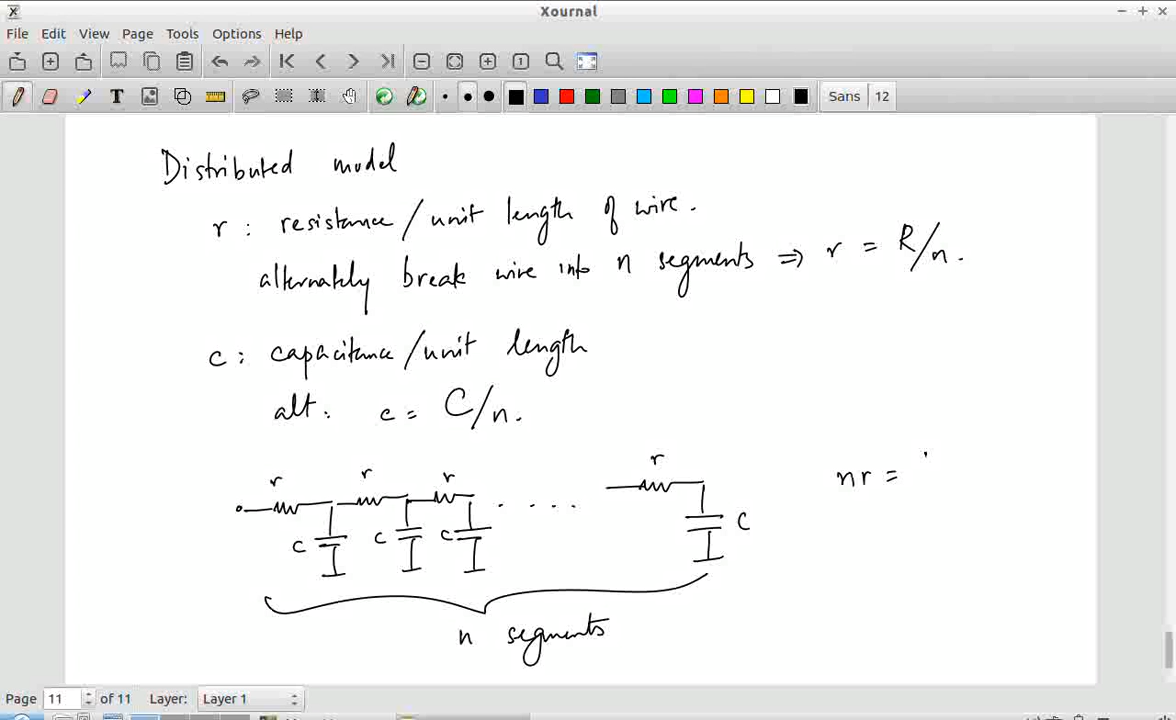 Xournal
File Edit View Page Tools Options Help
Sans 12
Distributed model
r : resistance / unit length of wire.
alternately break wire into n segments ⇒ r = R/n.
c : capacitance / unit length
alt : c = C/n.
r r r r
nr =
c c c c
n segments
Page 11 of 11 Layer: Layer 1